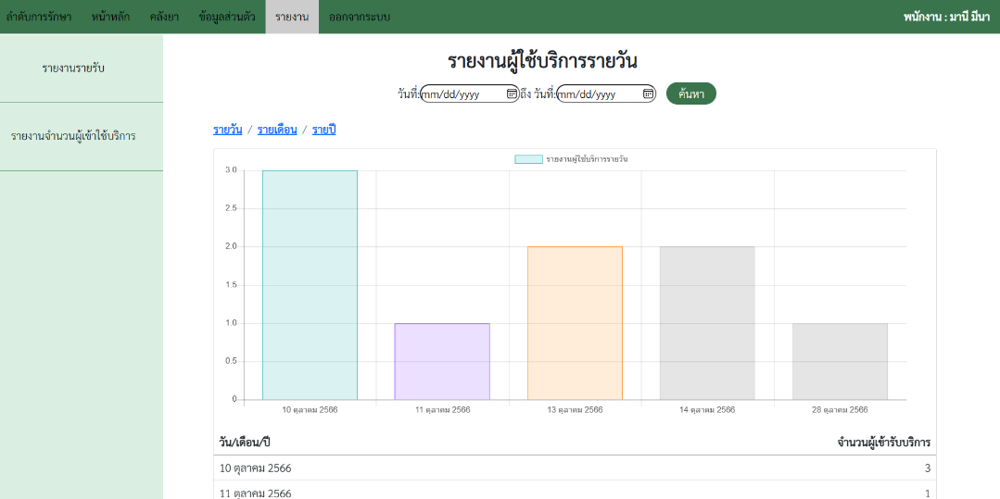 ลำดับการรักษา หน้าหลัก คลังยา ข้อมูลส่วนตัว รายงาน ออกจากระบบ พนักงาน : มานี มีนา
รายงานรายรับ
รายงานจำนวนผู้เข้าใช้บริการ
รายงานผู้ใช้บริการรายวัน
วันที่: mm/dd/yyyy ถึง วันที่: mm/dd/yyyy ค้นหา
รายวัน / รายเดือน / รายปี
รายงานผู้ใช้บริการรายวัน
3.0
2.5
2.0
1.5
1.0
0.5
0
10 ตุลาคม 2566 11 ตุลาคม 2566 13 ตุลาคม 2566 14 ตุลาคม 2566 28 ตุลาคม 2566
วัน/เดือน/ปี จำนวนผู้เข้ารับบริการ
10 ตุลาคม 2566 3
11 ตุลาคม 2566 1